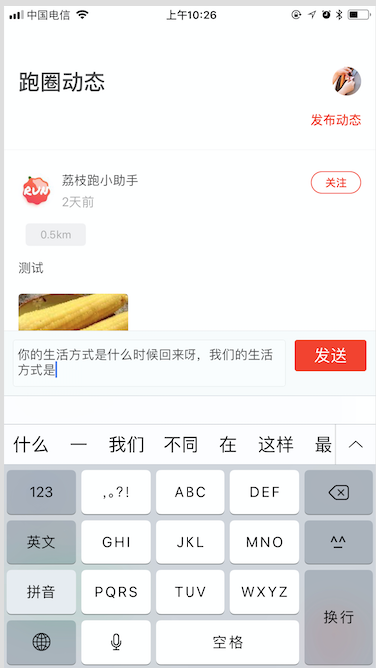 中国电信 上午10:26
跑圈动态
发布动态
荔枝跑小助手 关注
RUN
2天前
0.5km
测试
你的生活方式是什么时候回来呀，我们的生活
方式是
发送
什么 一 我们 不同 在 这样 最
123 ,。?! ABC DEF
英文 GHI JKL MNO ^^
拼音 PQRS TUV WXYZ
换行
空格